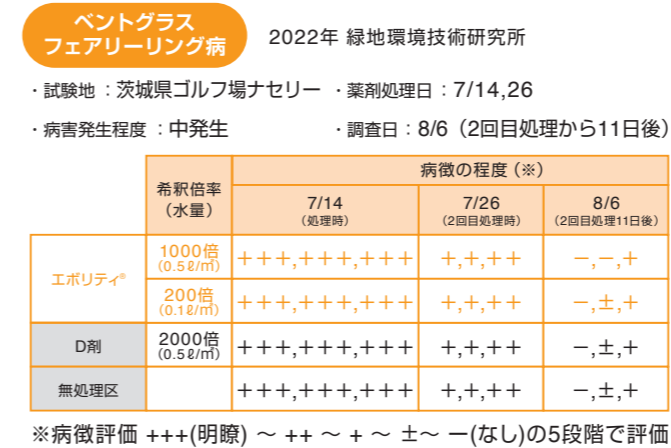 ベントグラス
フェアリーリング病
2022年 緑地環境技術研究所
・試験地 ：茨城県ゴルフ場ナセリー ・薬剤処理日 ：7/14,26
・病害発生程度 ：中発生 ・調査日：8/6（2回目処理から11日後）
希釈倍率
（水量）
病徴の程度（※）
7/14
（処理時）
7/26
（2回目処理時）
8/6
（2回目処理11日後）
エボリティ®
1000倍
（0.5ℓ/㎡）
+++,+++,+++ +,+,++ −,−,+
200倍
（0.1ℓ/㎡）
+++,+++,+++ +,+,++ −,±,+
D剤
2000倍
（0.5ℓ/㎡）
+++,+++,+++ +,+,++ −,±,+
無処理区 +++,+++,+++ +,+,++ −,±,+
※病徴評価 +++(明瞭) ～ ++ ～ + ～ ±～ ー(なし)の5段階で評価